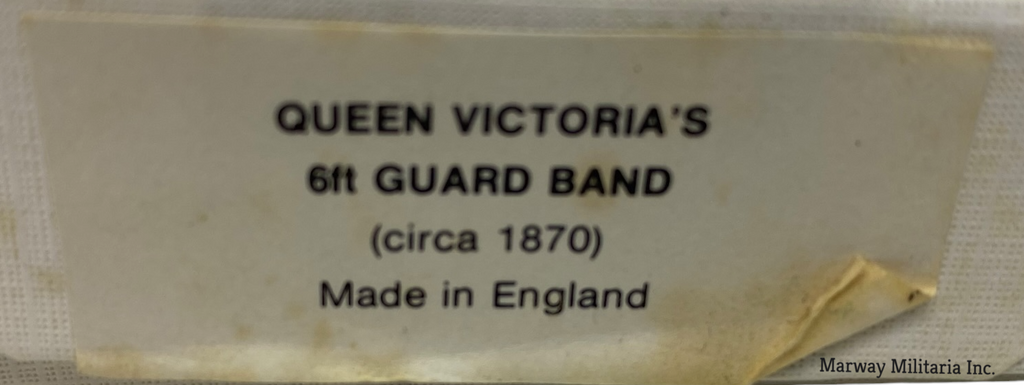 QUEEN VICTORIA'S
6ft GUARD BAND
(circa 1870)
Made in England
Marway Militaria Inc.